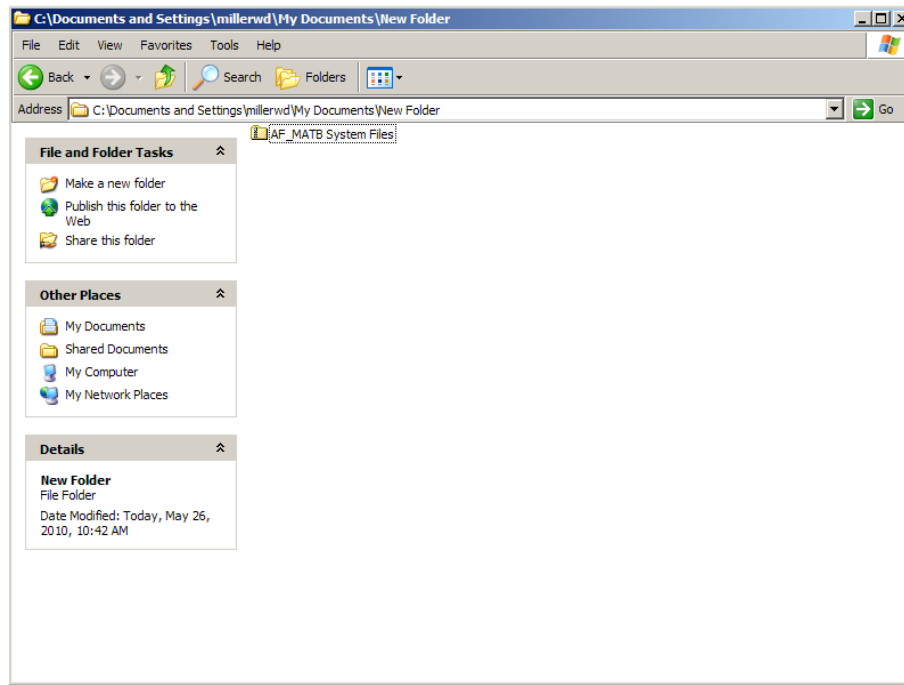 C:\Documents and Settings\millerwd\My Documents\New Folder
File Edit View Favorites Tools Help
Back Search Folders
Address C:\Documents and Settings\millerwd\My Documents\New Folder Go
AF_MATB System Files
File and Folder Tasks
Make a new folder
Publish this folder to the
Web
Share this folder
Other Places
My Documents
Shared Documents
My Computer
My Network Places
Details
New Folder
File Folder
Date Modified: Today, May 26,
2010, 10:42 AM